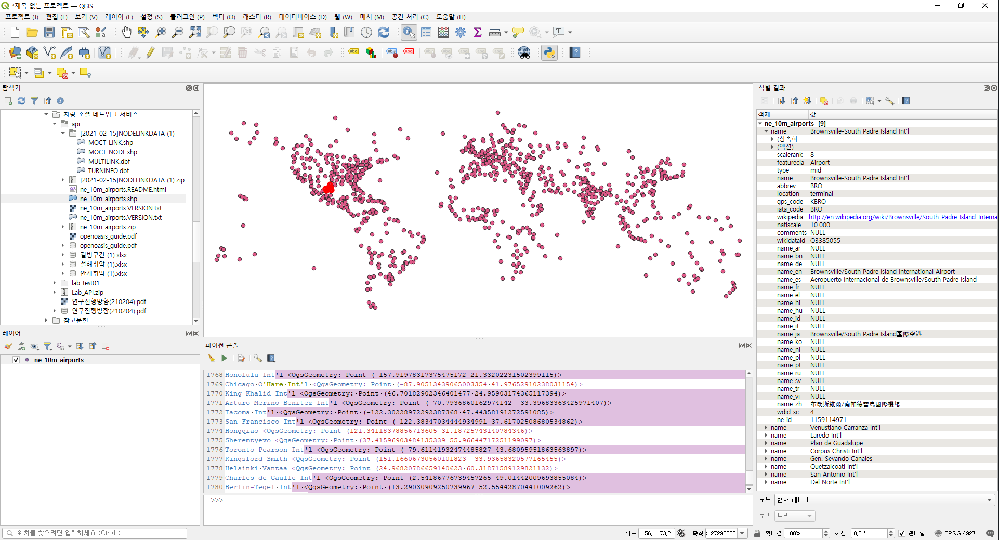 *제목 없는 프로젝트 — QGIS
프로젝트 (J) 편집 (E) 보기 (V) 레이어 (L) 설정 (S) 플러그인 (P) 벡터 (O) 래스터 (R) 데이터베이스 (D) 웹 (W) 메시 (M) 공간 처리 (C) 도움말 (H)
탐색기
차량 소셜 네트워크 서비스
api
[2021-02-15]NODELINKDATA (1)
MOCT_LINK.shp
MOCT_NODE.shp
MULTILINK.dbf
TURNINFO.dbf
[2021-02-15]NODELINKDATA (1).zip
ne_10m_airports.README.html
ne_10m_airports.shp
ne_10m_airports.VERSION.txt
ne_10m_airports.VERSION.txt
ne_10m_airports.zip
openoasis_guide.pdf
openoasis_guide.pdf
결빙구간 (1).xlsx
설해취약 (1).xlsx
안개취약 (1).xlsx
lab_test01
Lab_API.zip
연구진행방향(210204).pdf
연구진행방향(210204).pdf
참고문헌
레이어
ne_10m_airports
파이썬 콘솔
1768 Honolulu Int'l <QgsGeometry: Point (-157.91978317375475172 21.33202231502399115)>
1769 Chicago O'Hare Int'l <QgsGeometry: Point (-87.90513439065003354 41.97652910238031154)>
1770 King Khalid Int'l <QgsGeometry: Point (46.70182902346401477 24.95903174365117394)>
1771 Arturo Merino Benitez Int'l <QgsGeometry: Point (-70.7936860162974142 -33.39683363425971407)>
1772 Tacoma Int'l <QgsGeometry: Point (-122.30228972292387368 47.44358191272591085)>
1773 San Francisco Int'l <QgsGeometry: Point (-122.38347034444934991 37.61702508680534862)>
1774 Hongqiao <QgsGeometry: Point (121.34118378856713605 31.18725743140784346)>
1775 Sheremtyevo <QgsGeometry: Point (37.41596903484135339 55.96644717251199097)>
1776 Toronto-Pearson Int'l <QgsGeometry: Point (-79.61141932474485827 43.68095951863563897)>
1777 Kingsford Smith <QgsGeometry: Point (151.16606730560101823 -33.93658320577165455)>
1778 Helsinki Vantaa <QgsGeometry: Point (24.96820786659140623 60.31871589129821132)>
1779 Charles de Gaulle Int'l <QgsGeometry: Point (2.54186776739457265 49.01442009693855084)>
1780 Berlin-Tegel Int'l <QgsGeometry: Point (13.29030909250739967 52.55442870441009262)>
>>>
식별 결과
객체 값
ne_10m_airports [9]
name Brownsville-South Padre Island Int'l
(상속하...
(액션)
scalerank 8
featurecla Airport
type mid
name Brownsville-South Padre Island Int'l
abbrev BRO
location terminal
gps_code KBRO
iata_code BRO
wikipedia http://en.wikipedia.org/wiki/Brownsville/South Padre Island Interna
natlscale 10.000
comments NULL
wikidataid Q3385055
name_ar NULL
name_bn NULL
name_de NULL
name_en Brownsville/South Padre Island International Airport
name_es Aeropuerto Internacional de Brownsville/South Padre Island
name_fr NULL
name_el NULL
name_hi NULL
name_hu NULL
name_id NULL
name_it NULL
name_ja Brownsville/South Padre Island国際空港
name_ko NULL
name_nl NULL
name_pl NULL
name_pt NULL
name_ru NULL
name_sv NULL
name_tr NULL
name_vi NULL
name_zh 布朗斯維爾/南帕德雷島國際機場
wdid_sc... 4
ne_id 1159114971
name Venustiano Carranza Int'l
name Laredo Int'l
name Plan de Guadalupe
name Corpus Christi Int'l
name Gen. Sevando Canales
name Quetzalcoatl Int'l
name San Antonio Int'l
name Del Norte Int'l
모드 현재 레이어
보기 트리
위치를 찾으려면 입력하세요 (Ctrl+K) 좌표 -56,1,-73,2 축척 :127296560 확대경 100% 회전 0,0 ° 렌더링 EPSG:4927